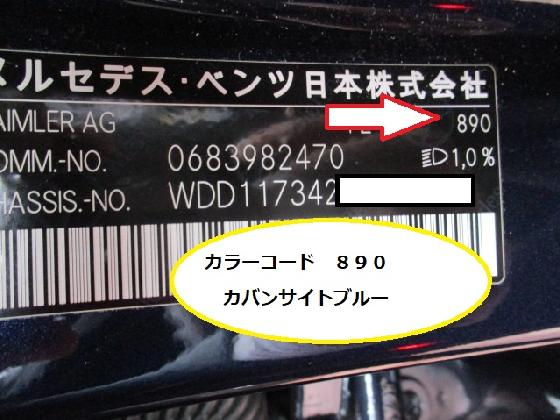 メルセデス・ベンツ日本株式会社
AIMLER AG
890
OMM.-NO.
0683982470
1,0%
HASSIS.-NO.
WDD117342
カラーコード　８９０
カバンサイトブルー